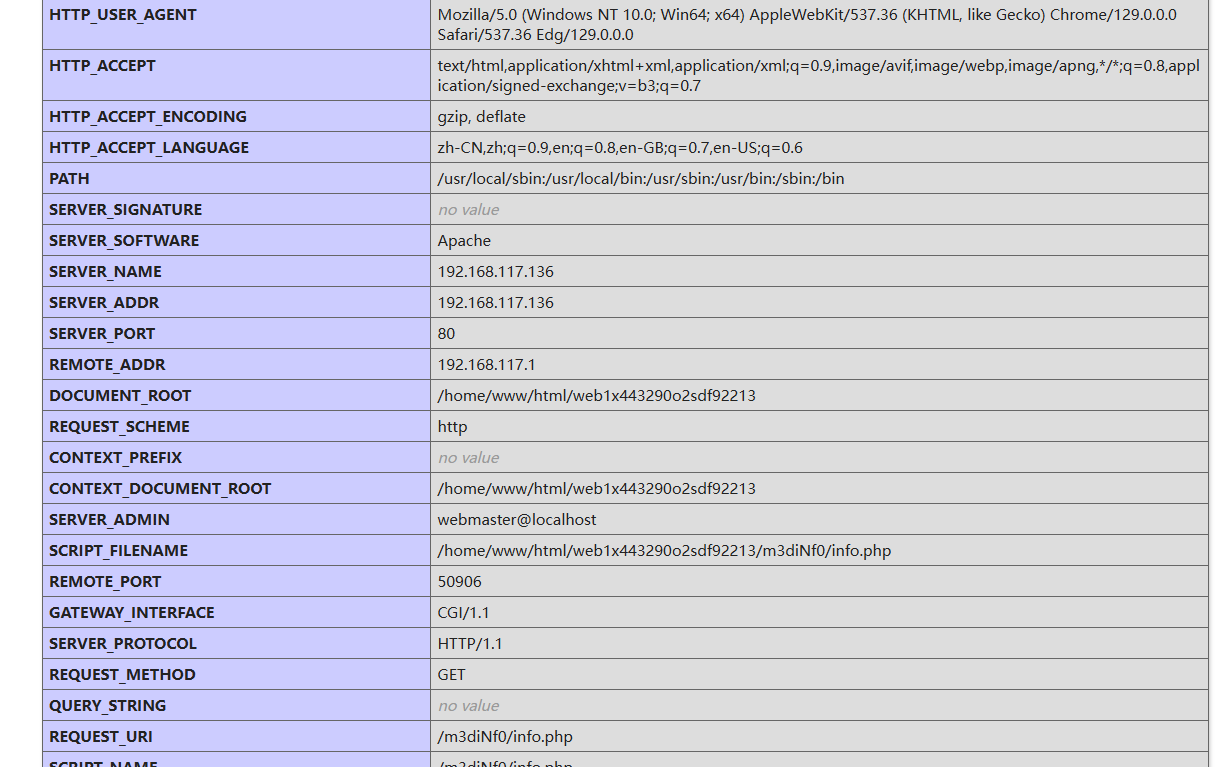 HTTP_USER_AGENT
Mozilla/5.0 (Windows NT 10.0; Win64; x64) AppleWebKit/537.36 (KHTML, like Gecko) Chrome/129.0.0.0
Safari/537.36 Edg/129.0.0.0
HTTP_ACCEPT
text/html,application/xhtml+xml,application/xml;q=0.9,image/avif,image/webp,image/apng,*/*;q=0.8,appl
ication/signed-exchange;v=b3;q=0.7
HTTP_ACCEPT_ENCODING
gzip, deflate
HTTP_ACCEPT_LANGUAGE
zh-CN,zh;q=0.9,en;q=0.8,en-GB;q=0.7,en-US;q=0.6
PATH
/usr/local/sbin:/usr/local/bin:/usr/sbin:/usr/bin:/sbin:/bin
SERVER_SIGNATURE
no value
SERVER_SOFTWARE
Apache
SERVER_NAME
192.168.117.136
SERVER_ADDR
192.168.117.136
SERVER_PORT
80
REMOTE_ADDR
192.168.117.1
DOCUMENT_ROOT
/home/www/html/web1x443290o2sdf92213
REQUEST_SCHEME
http
CONTEXT_PREFIX
no value
CONTEXT_DOCUMENT_ROOT
/home/www/html/web1x443290o2sdf92213
SERVER_ADMIN
webmaster@localhost
SCRIPT_FILENAME
/home/www/html/web1x443290o2sdf92213/m3diNf0/info.php
REMOTE_PORT
50906
GATEWAY_INTERFACE
CGI/1.1
SERVER_PROTOCOL
HTTP/1.1
REQUEST_METHOD
GET
QUERY_STRING
no value
REQUEST_URI
/m3diNf0/info.php
SCRIPT_NAME
/m3diNf0/info.php